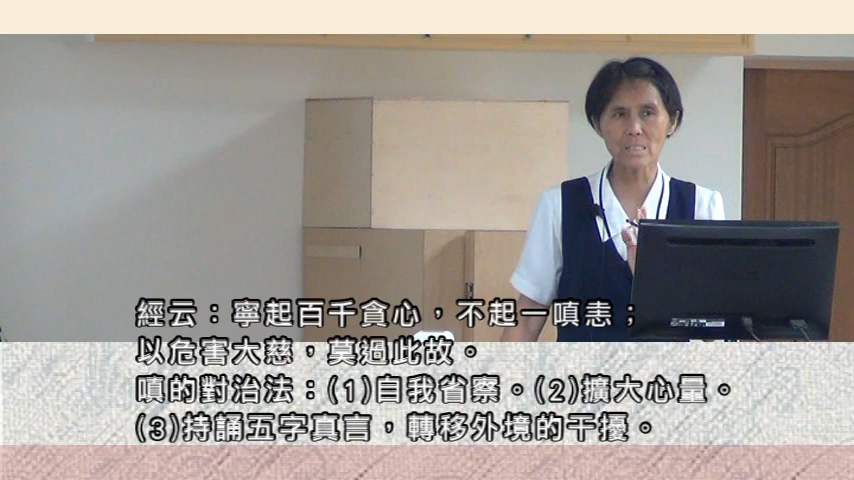 經云：寧起百千貪心，不起一嗔恚；
以危害大慈，莫過此故。
嗔的對治法：(1)自我省察。(2)擴大心量。
(3)持誦五字真言，轉移外境的干擾。